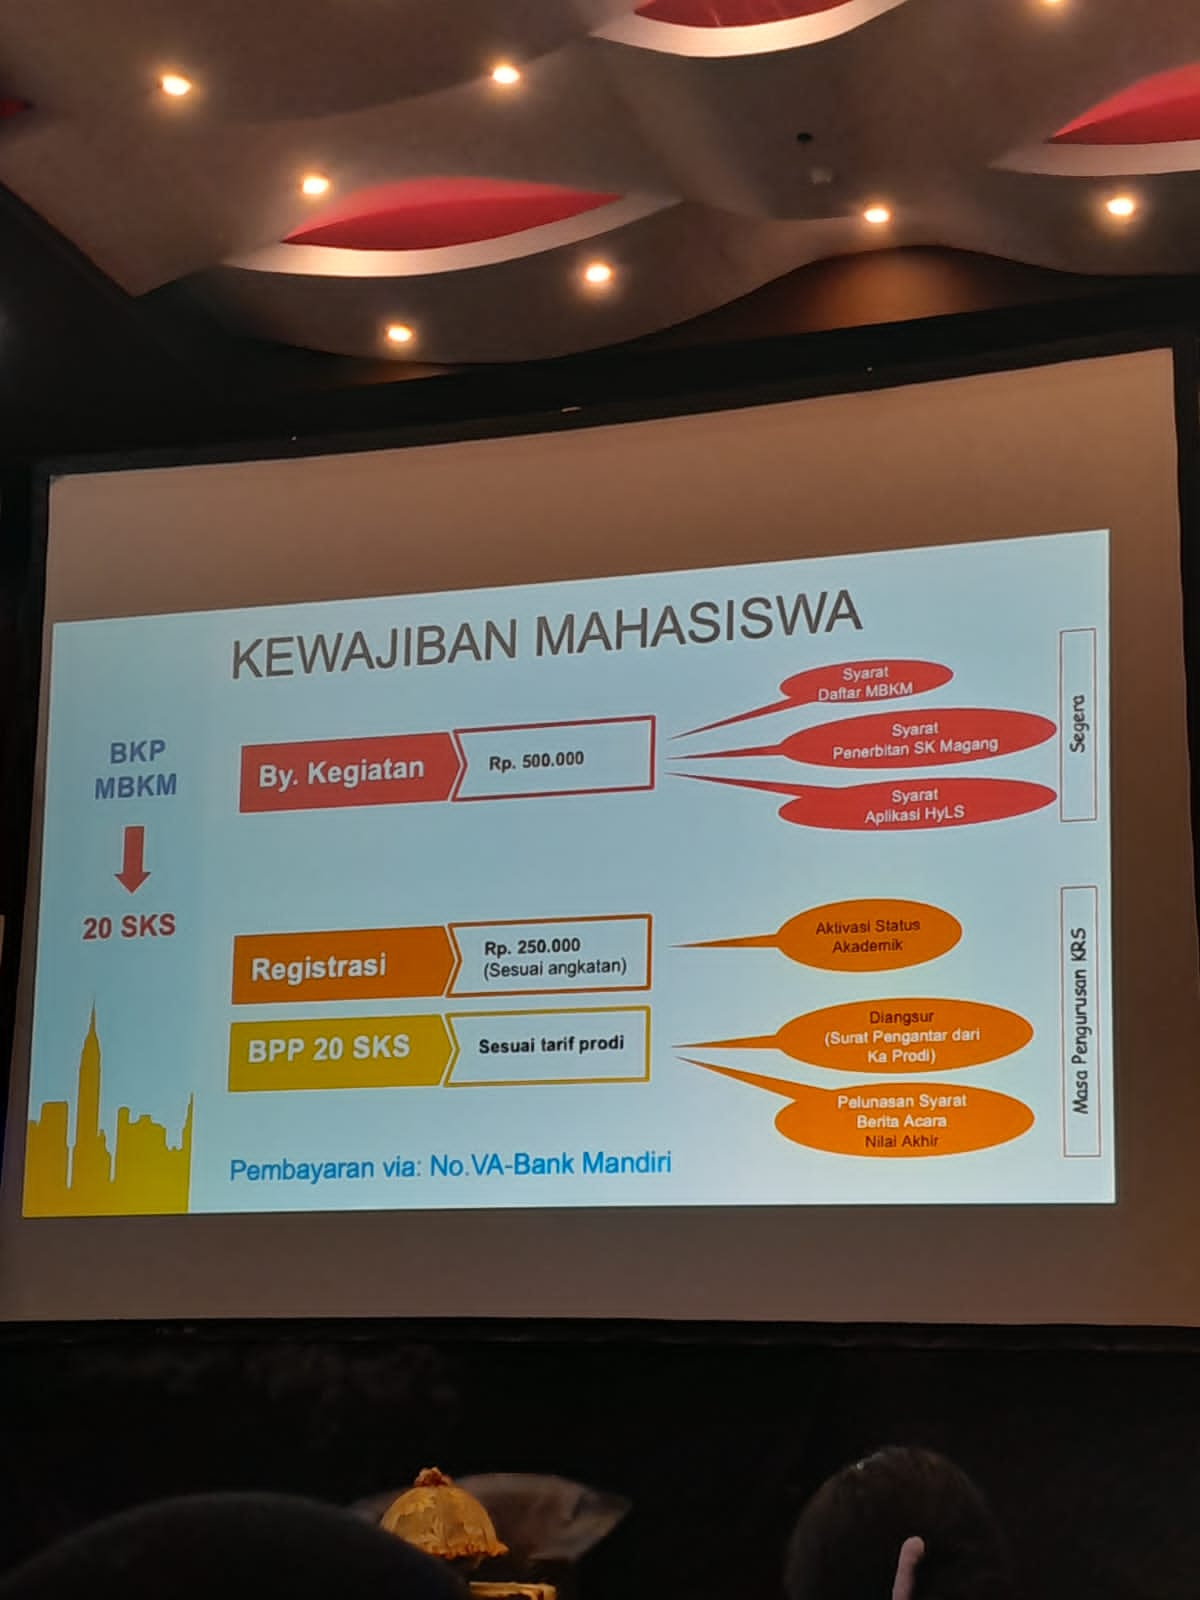 KEWAJIBAN MAHASISWA
BKP
MBKM
20 SKS
By. Kegiatan
Rp. 500.000
Syarat
Daftar MBKM
Syarat
Penerbitan SK Magang
Syarat
Aplikasi HyLS
Segera
Registrasi
Rp. 250.000
(Sesuai angkatan)
Aktivasi Status
Akademik
BPP 20 SKS
Sesuai tarif prodi
Diangsur
(Surat Pengantar dari
Ka Prodi)
Pelunasan Syarat
Berita Acara
Nilai Akhir
Masa Pengurusan KRS
Pembayaran via: No.VA-Bank Mandiri